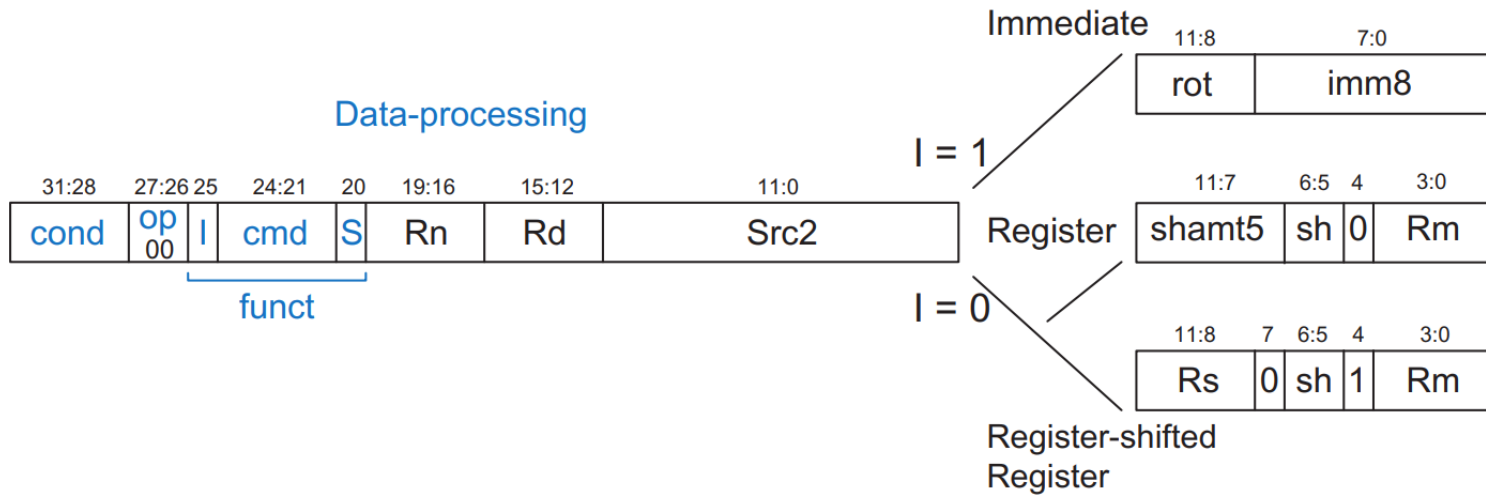 Immediate
11:8 7:0
rot imm8
Data-processing
I = 1
31:28 27:26 25 24:21 20 19:16 15:12 11:0
cond op 00 I cmd S Rn Rd Src2
funct
Register
11:7 6:5 4 3:0
shamt5 sh 0 Rm
I = 0
11:8 7 6:5 4 3:0
Rs 0 sh 1 Rm
Register-shifted
Register